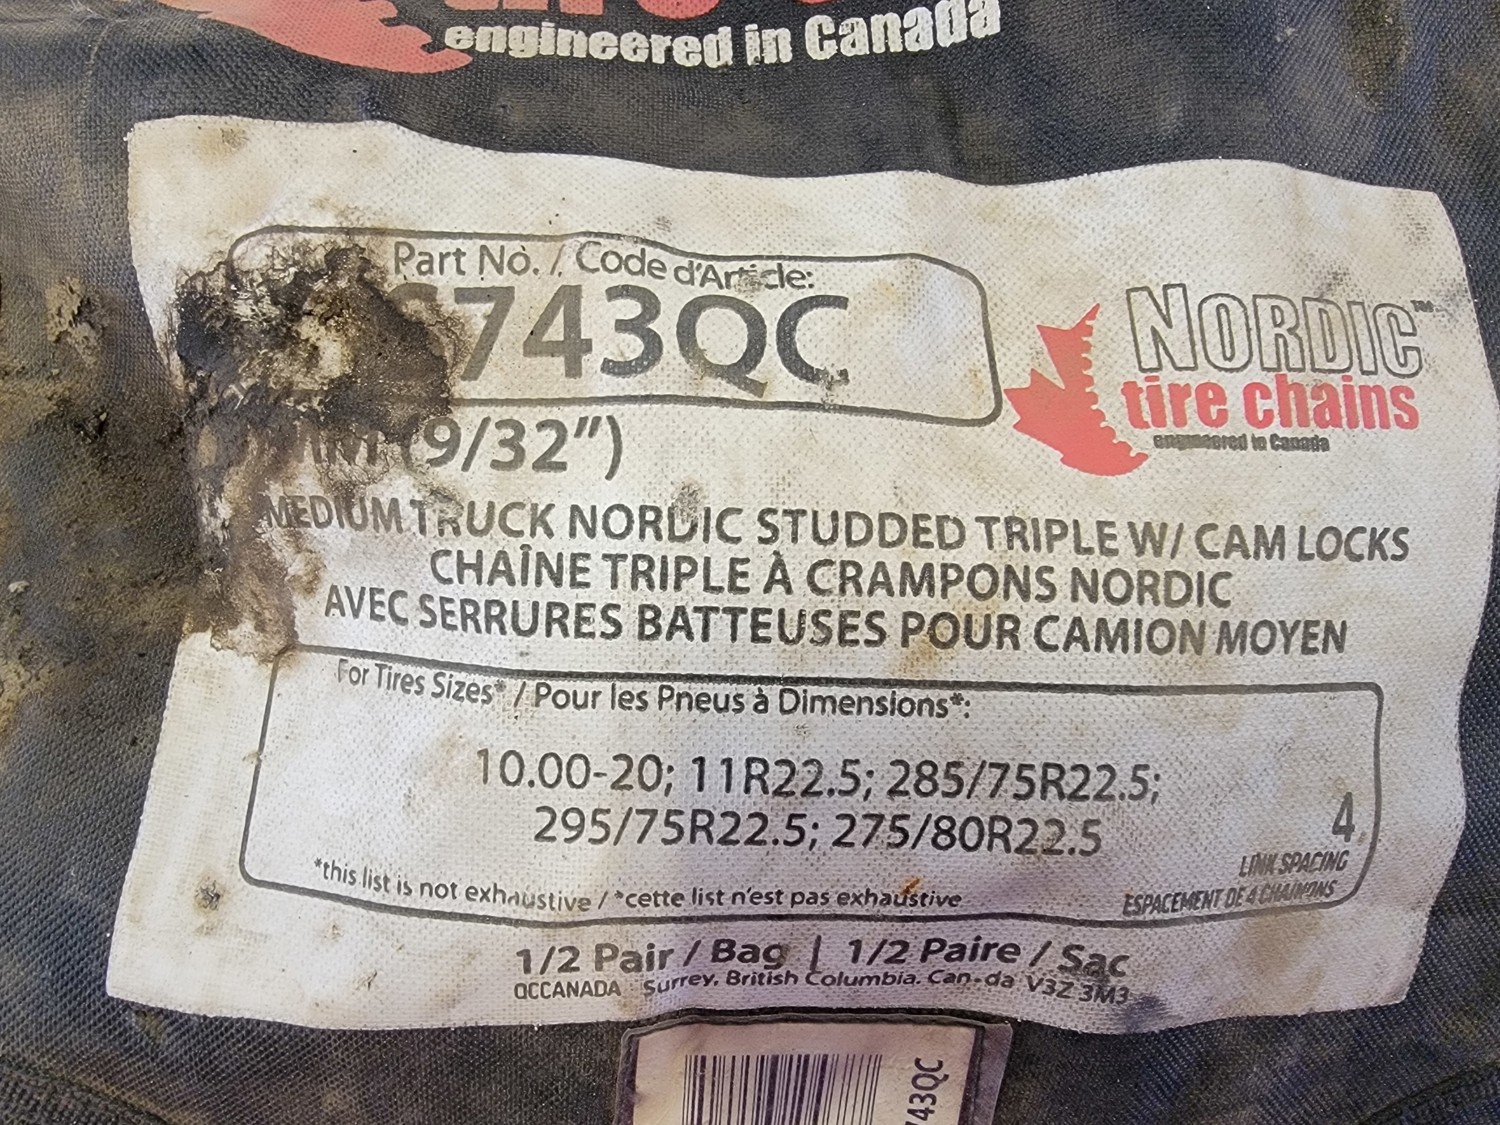 engineered in Canada
Part No. / Code d'Article:
743QC
(9/32")
MEDIUM TRUCK NORDIC STUDDED TRIPLE W/ CAM LOCKS
CHAÎNE TRIPLE À CRAMPONS NORDIC
AVEC SERRURES BATTEUSES POUR CAMION MOYEN
NORDIC™
tire chains
engineered in Canada
For Tires Sizes* / Pour les Pneus à Dimensions*:
10.00-20; 11R22.5; 285/75R22.5;
295/75R22.5; 275/80R22.5
4
LINK SPACING
ESPACEMENT DE 4 CHAINONS
*this list is not exhaustive / *cette list n'est pas exhaustive
1/2 Pair / Bag | 1/2 Paire / Sac
QCCANADA Surrey, British Columbia, Canada V3Z 3M3
743QC